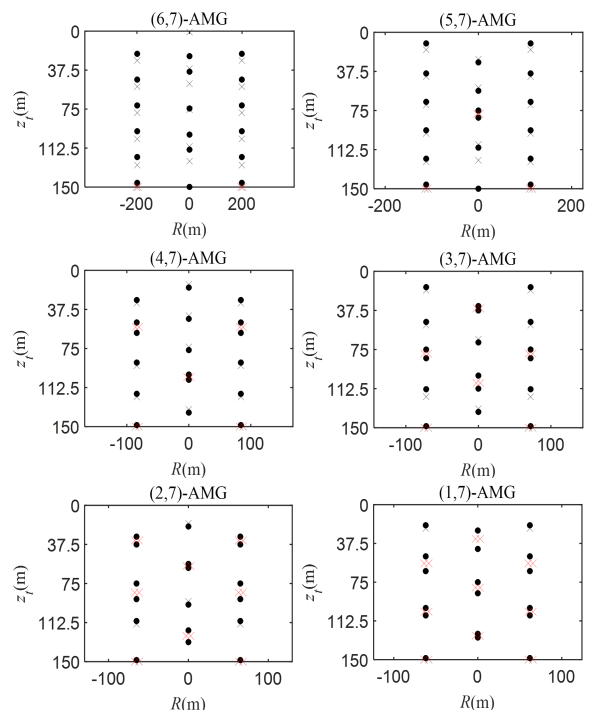 (6,7)-AMG
0
37.5
75
112.5
150
z_t(m)
-200 0 200
R(m)
(5,7)-AMG
0
37.5
75
112.5
150
z_t(m)
-200 0 200
R(m)
(4,7)-AMG
0
37.5
75
112.5
150
z_t(m)
-100 0 100
R(m)
(3,7)-AMG
0
37.5
75
112.5
150
z_t(m)
-100 0 100
R(m)
(2,7)-AMG
0
37.5
75
112.5
150
z_t(m)
-100 0 100
R(m)
(1,7)-AMG
0
37.5
75
112.5
150
z_t(m)
-100 0 100
R(m)